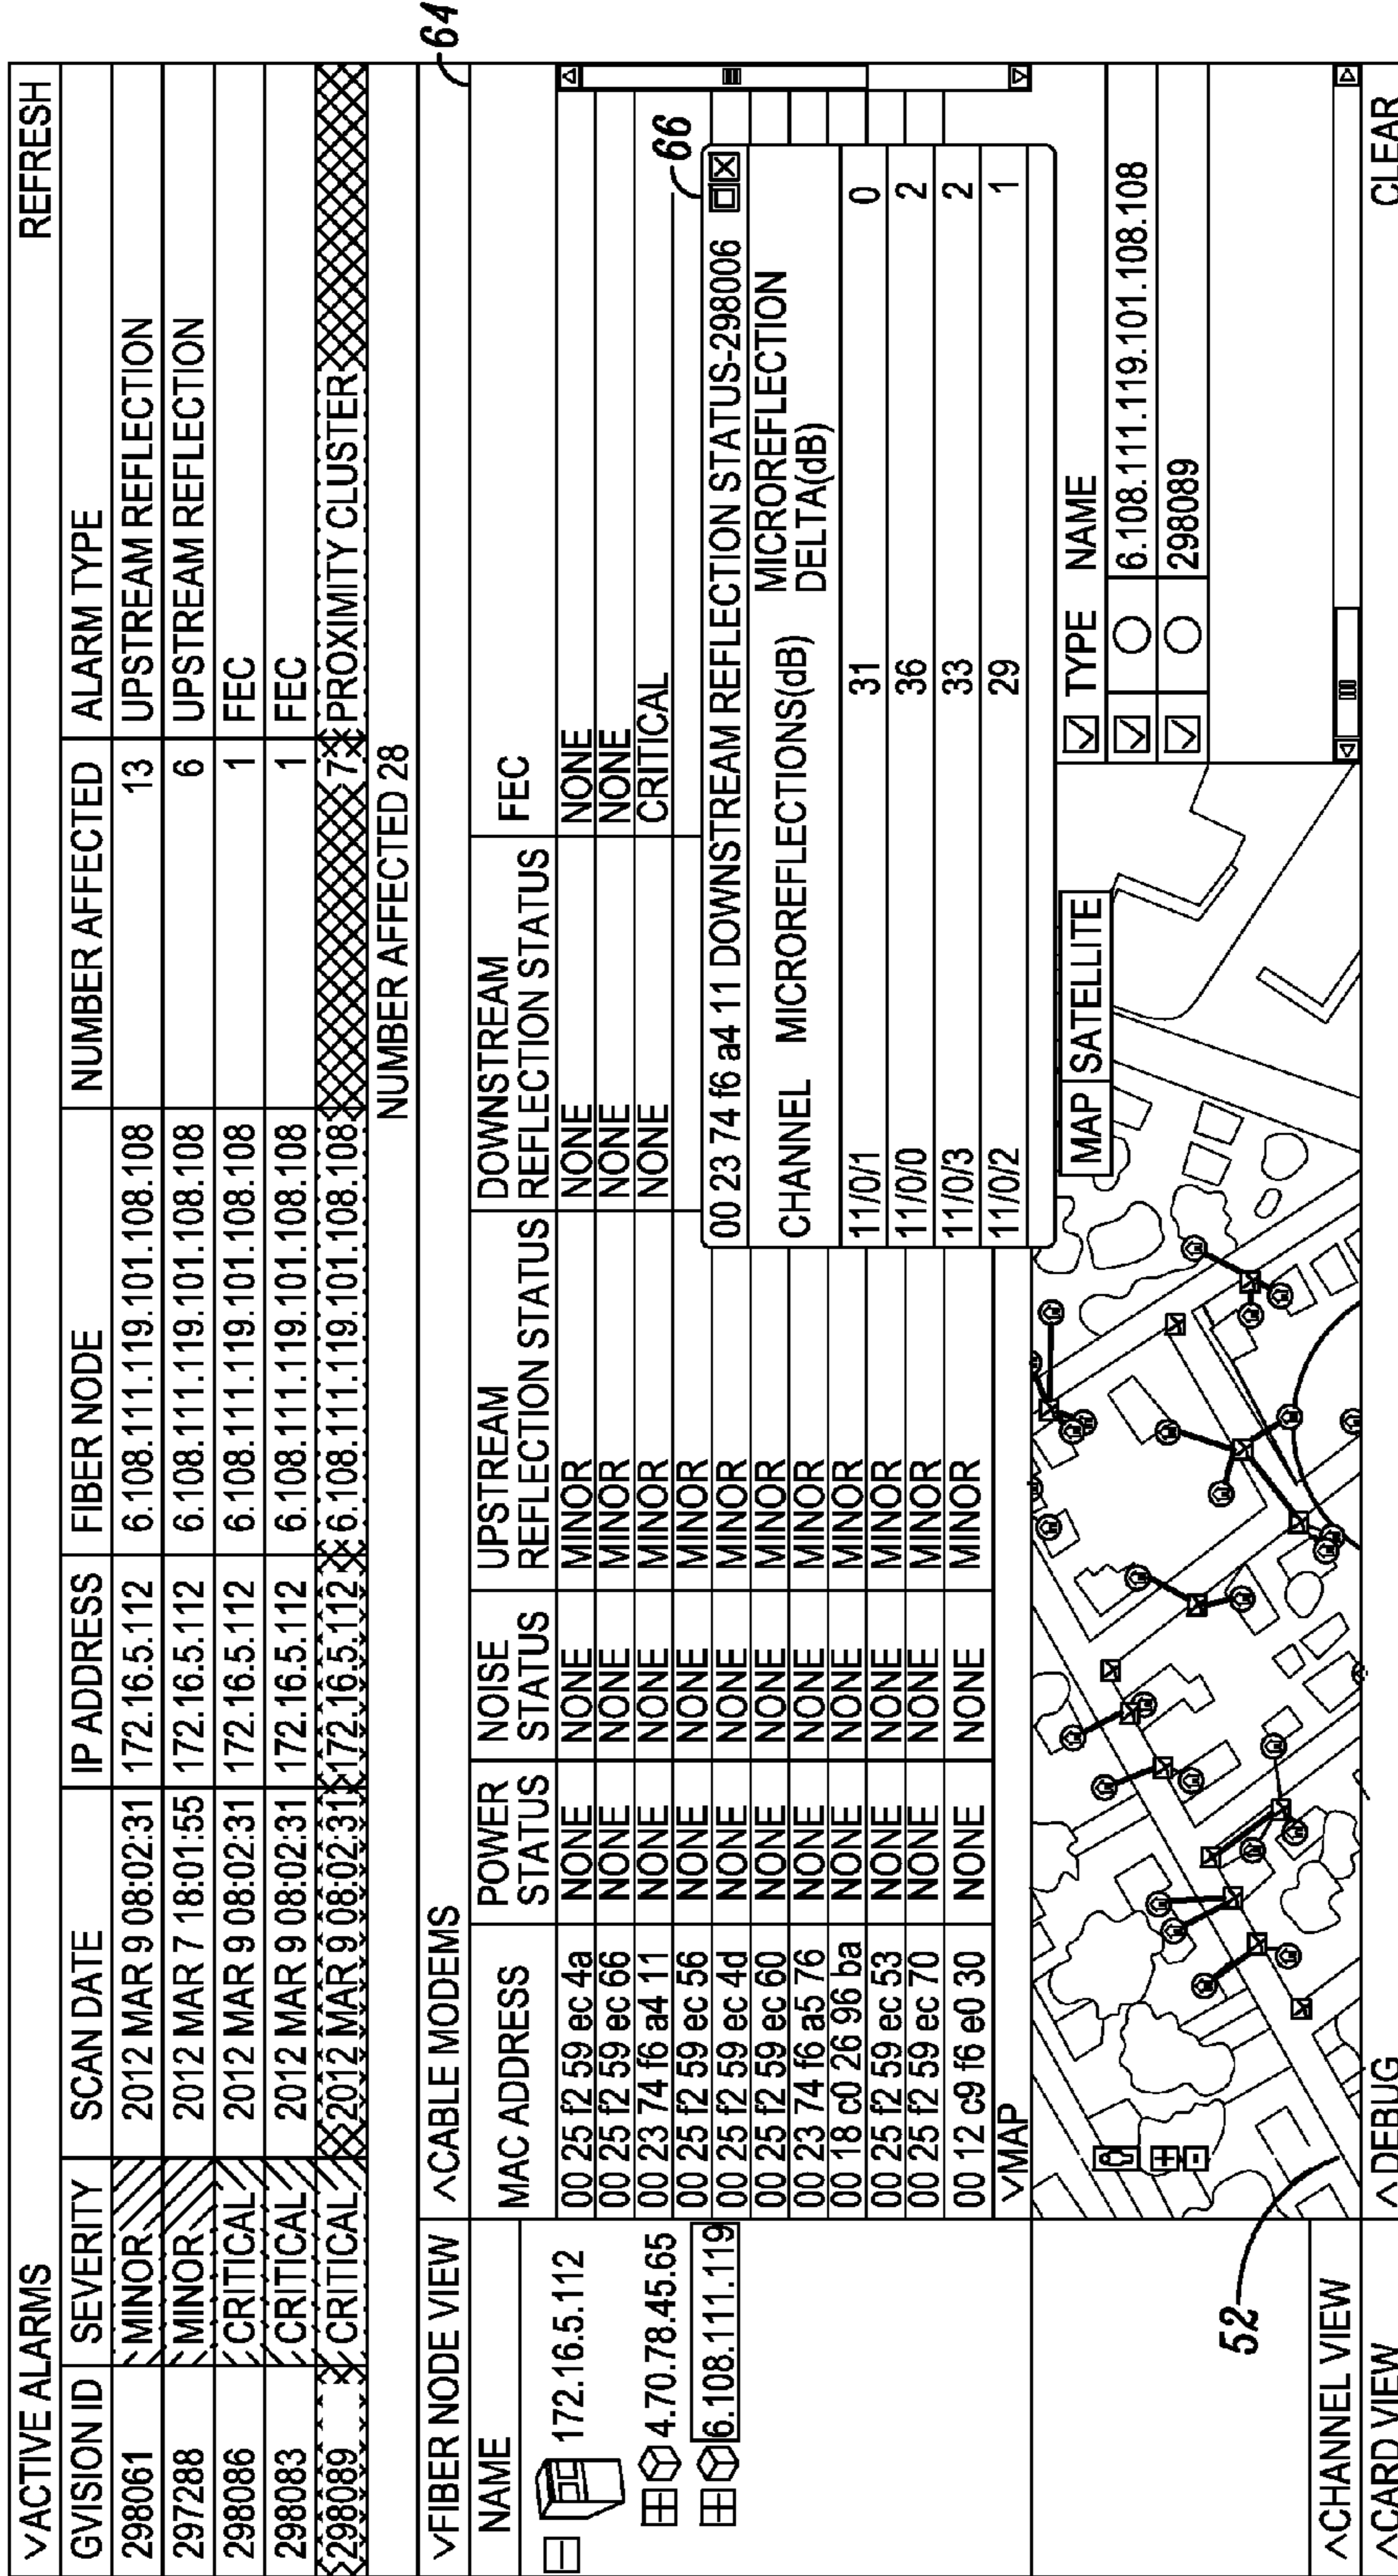 ∨ACTIVE ALARMS REFRESH
GVISION ID SEVERITY SCAN DATE IP ADDRESS FIBER NODE NUMBER AFFECTED ALARM TYPE
298061 MINOR 2012 MAR 9 08:02:31 172.16.5.112 6.108.111.119.101.108.108 13 UPSTREAM REFLECTION
297288 MINOR 2012 MAR 7 18:01:55 172.16.5.112 6.108.111.119.101.108.108 6 UPSTREAM REFLECTION
298086 CRITICAL 2012 MAR 9 08:02:31 172.16.5.112 6.108.111.119.101.108.108 1 FEC
298083 CRITICAL 2012 MAR 9 08:02:31 172.16.5.112 6.108.111.119.101.108.108 1 FEC
298089 CRITICAL 2012 MAR 9 08:02:31 172.16.5.112 6.108.111.119.101.108.108 7 PROXIMITY CLUSTER
NUMBER AFFECTED 28
64
∨FIBER NODE VIEW
NAME
172.16.5.112
4.70.78.45.65
6.108.111.119
∧CABLE MODEMS
MAC ADDRESS POWER STATUS NOISE STATUS UPSTREAM REFLECTION STATUS DOWNSTREAM REFLECTION STATUS FEC
00 25 f2 59 ec 4a NONE NONE MINOR NONE NONE
00 25 f2 59 ec 66 NONE NONE MINOR NONE NONE
00 23 74 f6 a4 11 NONE NONE MINOR NONE CRITICAL
00 25 f2 59 ec 56 NONE NONE MINOR
00 25 f2 59 ec 4d NONE NONE MINOR
00 25 f2 59 ec 60 NONE NONE MINOR
00 23 74 f6 a5 76 NONE NONE MINOR
00 18 c0 26 96 ba NONE NONE MINOR
00 25 f2 59 ec 53 NONE NONE MINOR
00 25 f2 59 ec 70 NONE NONE MINOR
00 12 c9 f6 e0 30 NONE NONE MINOR
66
00 23 74 f6 a4 11 DOWNSTREAM REFLECTION STATUS-298006
CHANNEL MICROREFLECTIONS(dB) MICROREFLECTION DELTA(dB)
11/0/1 31 0
11/0/0 36 2
11/0/3 33 2
11/0/2 29 1
∨MAP
MAP SATELLITE
TYPE NAME
6.108.111.119.101.108.108
298089
52
∧CHANNEL VIEW
∧CARD VIEW
∧DEBUG CLEAR